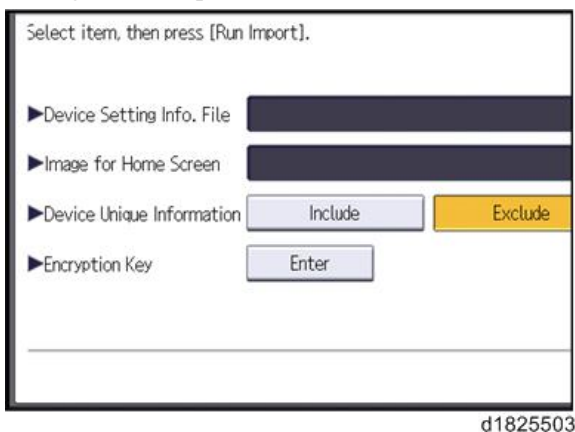 Select item, then press [Run Import].
►Device Setting Info. File
►Image for Home Screen
►Device Unique Information Include Exclude
►Encryption Key Enter
d1825503